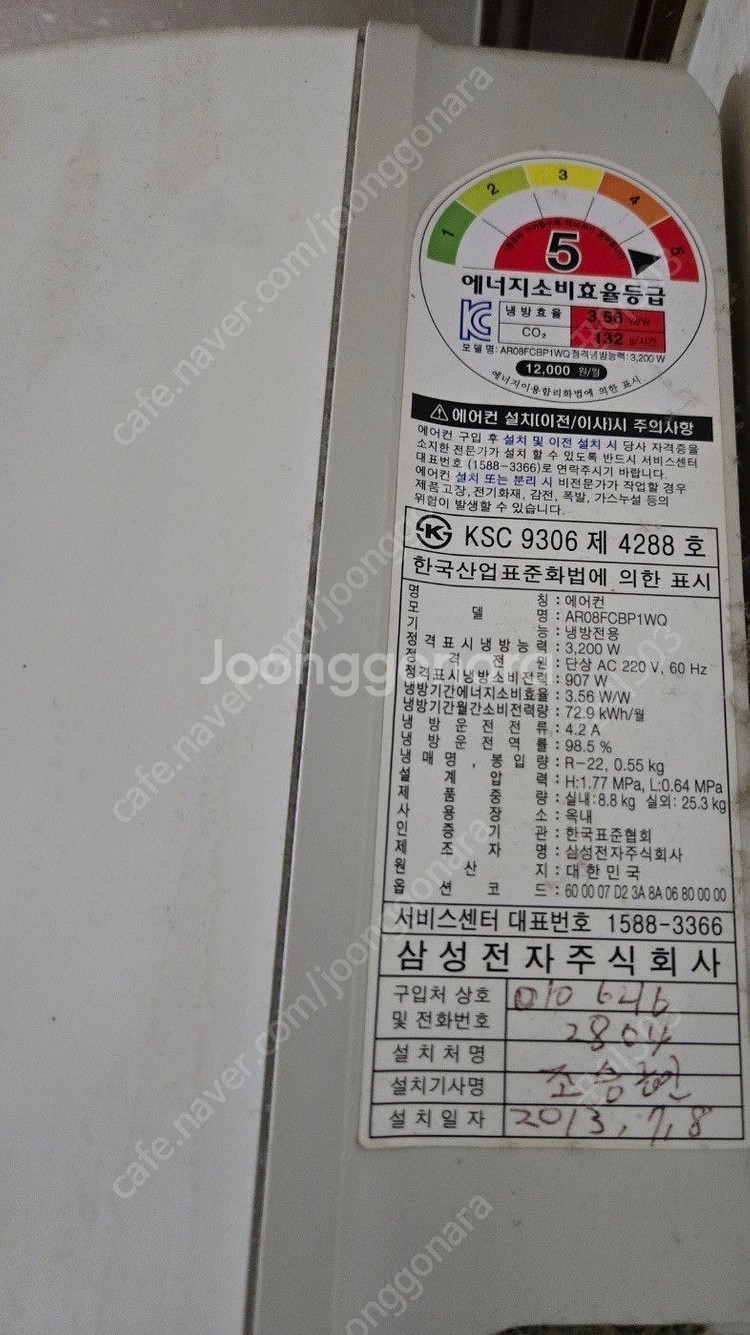 1
2
3
4
5
5
에너지소비효율등급
냉방효율 3.56 W/W
CO₂ 132 g/시간
모델명: AR08FCBP1WQ 정격냉방능력: 3,200 W
12,000 원/월
에너지이용합리화법에 의한 표시
에어컨 설치(이전/이사)시 주의사항
에어컨 구입 후 설치 및 이전 설치 시 당사 자격증을
소지한 전문가가 설치 할 수 있도록 반드시 서비스센터
대표번호 (1588-3366)로 연락주시기 바랍니다.
에어컨 설치 또는 분리 시 비전문가가 작업할 경우
제품고장, 전기화재, 감전, 폭발, 가스누설 등의
위험이 발생할 수 있습니다.
KSC 9306 제 4288 호
한국산업표준화법에 의한 표시
명 칭 : 에어컨
모 델 명 : AR08FCBP1WQ
기 능 : 냉방전용
정격표시냉방능력 : 3,200 W
정 격 전 원 : 단상 AC 220 V, 60 Hz
정격표시냉방소비전력 : 907 W
냉방기간에너지소비효율 : 3.56 W/W
냉방기간월간소비전력량 : 72.9 kWh/월
냉 방 운 전 전 류 : 4.2 A
냉 방 운 전 역 률 : 98.5 %
냉 매 명 , 봉 입 량 : R-22, 0.55 kg
설 계 압 력 : H:1.77 MPa, L:0.64 MPa
제 품 중 량 : 실내:8.8 kg 실외: 25.3 kg
사 용 장 소 : 옥내
인 증 기 관 : 한국표준협회
제 조 자 명 : 삼성전자주식회사
원 산 지 : 대한민국
옵 션 코 드 : 60 00 07 D2 3A 8A 06 80 00 00
서비스센터 대표번호 1588-3366
삼성전자주식회사
구입처 상호 010 6216
및 전화번호 2804
설 치 처 명
설치기사명 조승현
설 치 일 자 2013, 7, 8
Joonggonara
cafe.naver.com/joonggonara
cafe.naver.com/joonggonara
cafe.naver.com/joonggonara